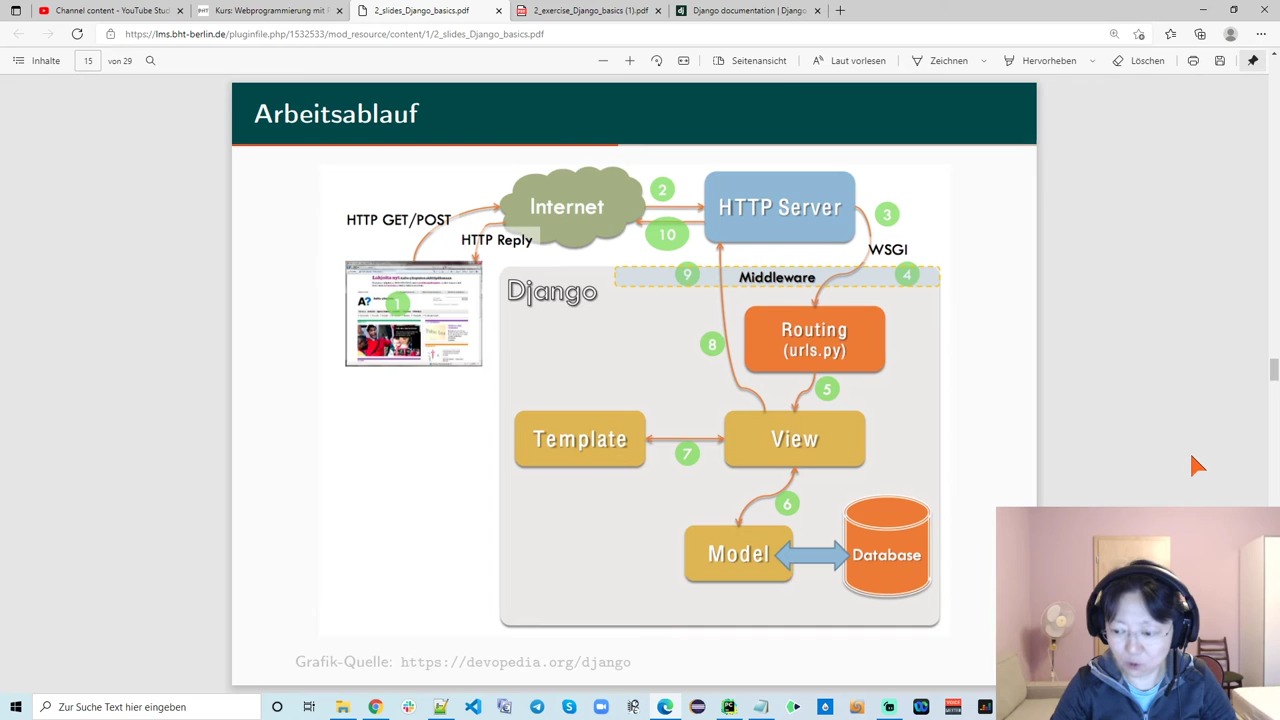 Channel content - YouTube Stu
Kurs: Webprogrammierung mit P
2_slides_Django_basics.pdf
2_exercise_Django_basics (1).pdf
Django documentation | Django
https://lms.bht-berlin.de/pluginfile.php/1532533/mod_resource/content/1/2_slides_Django_basics.pdf
Inhalte
15
von 29
Seitenansicht
Laut vorlesen
Zeichnen
Hervorheben
Löschen
Arbeitsablauf
Internet
2
HTTP Server
3
HTTP GET/POST
HTTP Reply
10
WSGI
9
Middleware
4
Django
1
Routing
(urls.py)
8
5
Template
7
View
6
Model
Database
Grafik-Quelle: https://devopedia.org/django
Zur Suche Text hier eingeben